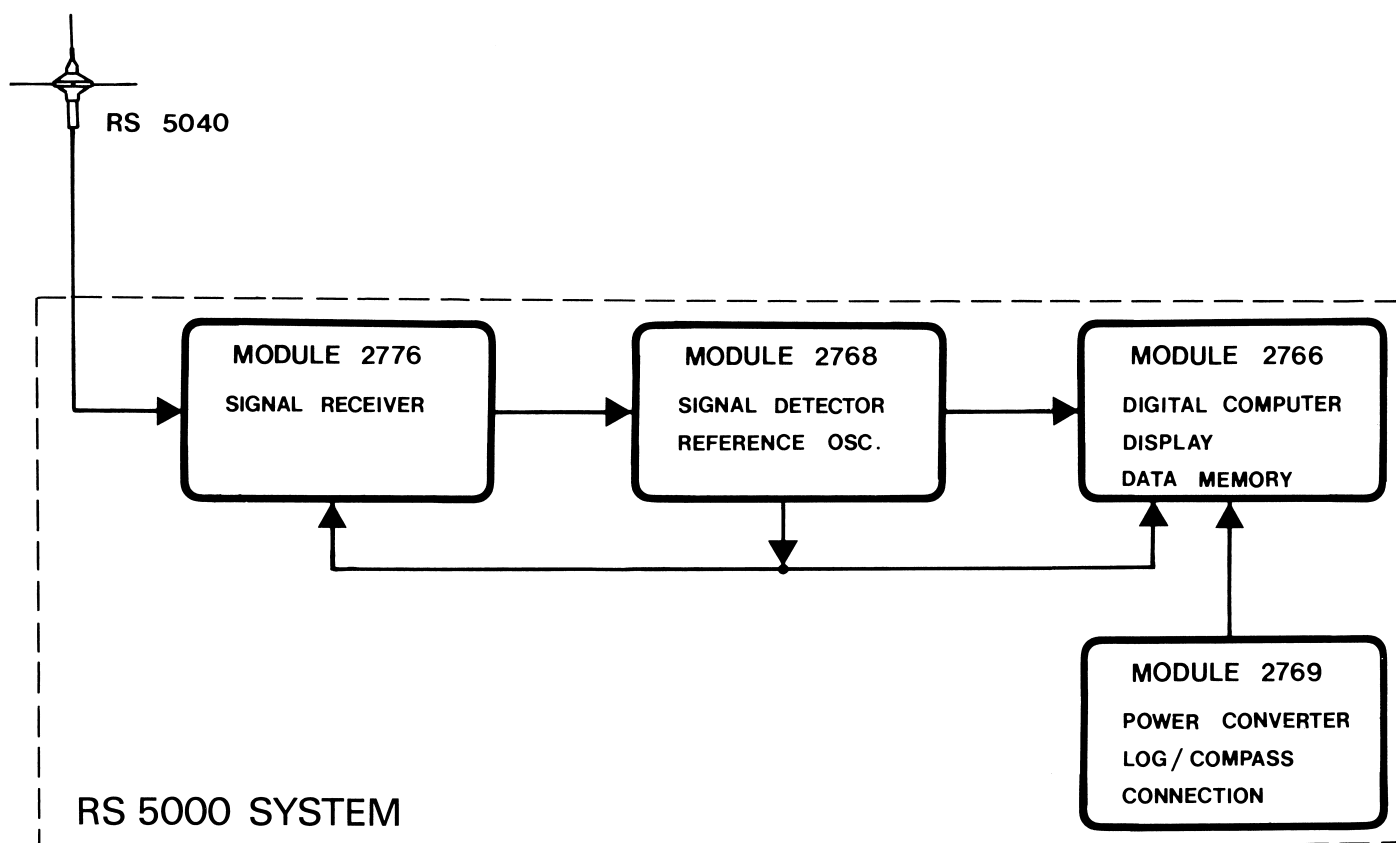 RS 5040
MODULE 2776
SIGNAL RECEIVER
MODULE 2768
SIGNAL DETECTOR
REFERENCE OSC.
MODULE 2766
DIGITAL COMPUTER
DISPLAY
DATA MEMORY
MODULE 2769
POWER CONVERTER
LOG/COMPASS
CONNECTION
RS 5000 SYSTEM